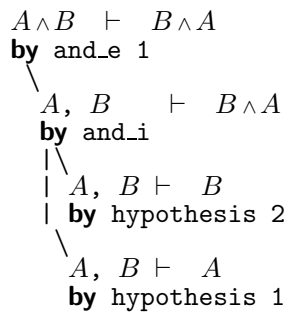 A ∧ B ⊢ B ∧ A
by and_e 1
A, B ⊢ B ∧ A
by and_i
A, B ⊢ B
by hypothesis 2
A, B ⊢ A
by hypothesis 1